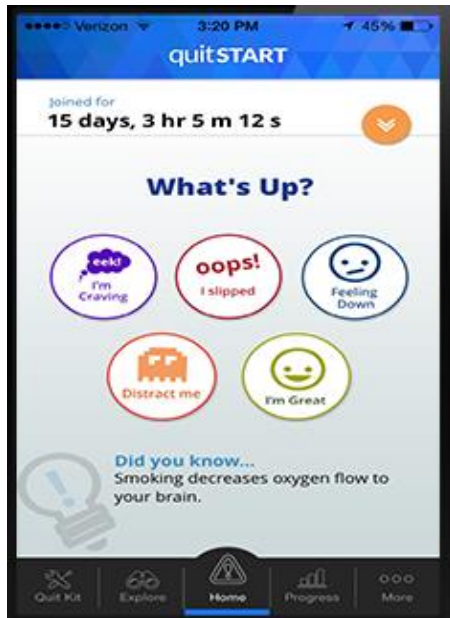 Verizon 3:20 PM 45%
quitSTART
Joined for
15 days, 3 hr 5 m 12 s
What's Up?
eek!
I'm
Craving
oops!
I slipped
Feeling
Down
Distract me
I'm Great
Did you know...
Smoking decreases oxygen flow to
your brain.
Quit Kit Explore Home Progress More